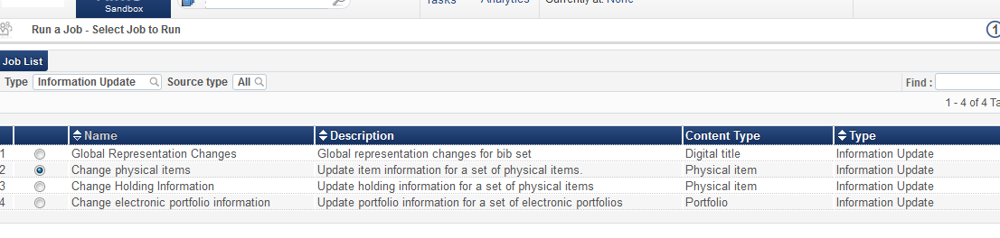 Sandbox
Tasks Analytics Currently at: None
Run a Job - Select Job to Run 1
Job List
Type Information Update Source type All Find :
1 - 4 of 4 Ta
Name Description Content Type Type
1 Global Representation Changes Global representation changes for bib set Digital title Information Update
2 Change physical items Update item information for a set of physical items. Physical item Information Update
3 Change Holding Information Update holding information for a set of physical items Physical item Information Update
4 Change electronic portfolio information Update portfolio information for a set of electronic portfolios Portfolio Information Update